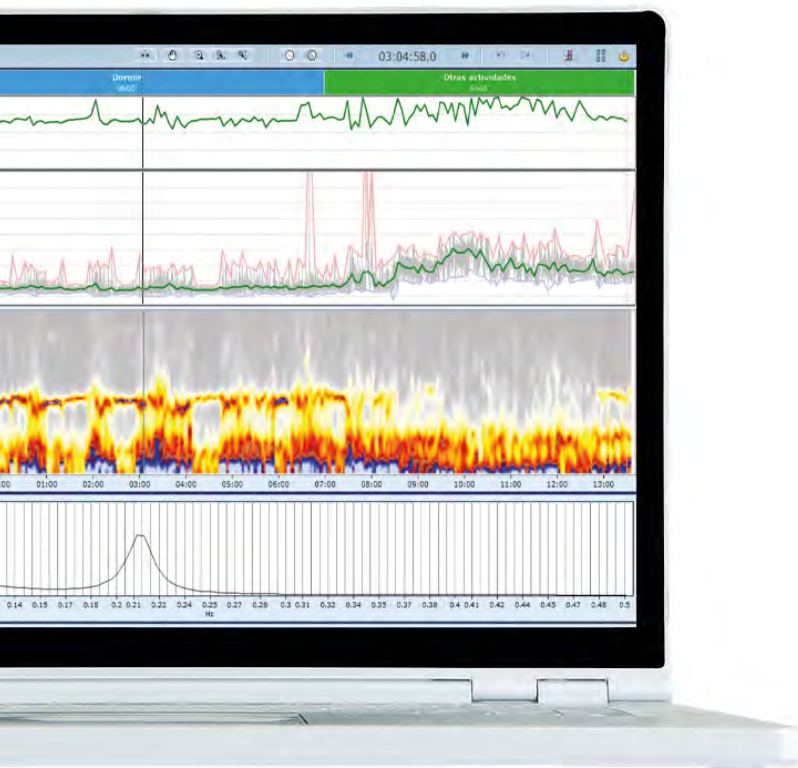 03:04:58.0
Dormir Otras actividades
9h00' 6h60'
:00 01:00 02:00 03:00 04:00 05:00 06:00 07:00 08:00 09:00 10:00 11:00 12:00 13:00
0.14 0.15 0.17 0.18 0.2 0.21 0.22 0.24 0.25 0.27 0.28 0.3 0.31 0.32 0.34 0.35 0.37 0.38 0.4 0.41 0.42 0.44 0.45 0.47 0.48 0.5
Hz